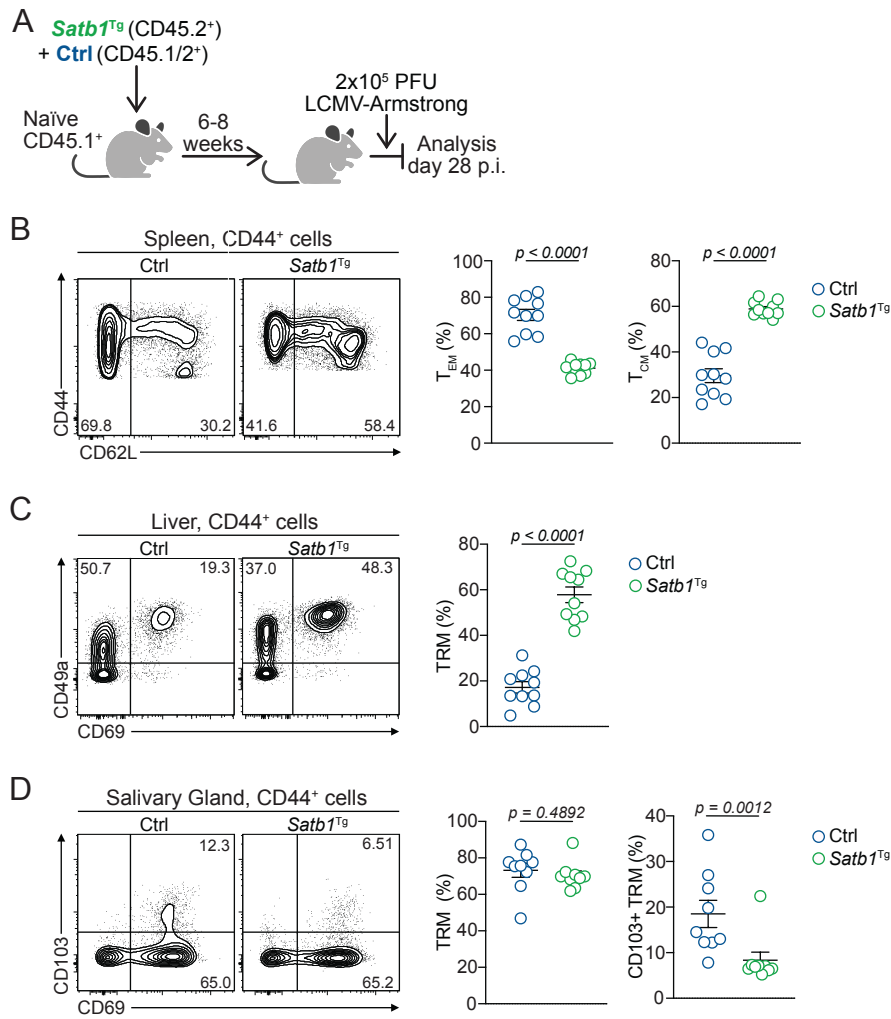 A
Satb1ᵀᵍ (CD45.2⁺)
+ Ctrl (CD45.1/2⁺)
Naïve
CD45.1⁺
6-8
weeks
2x10⁵ PFU
LCMV-Armstrong
Analysis
day 28 p.i.
B
Spleen, CD44⁺ cells
Ctrl
Satb1ᵀᵍ
69.8
30.2
41.6
58.4
CD44
CD62L
p < 0.0001
100
80
60
40
20
0
T_EM (%)
p < 0.0001
80
60
40
20
0
T_CM (%)
Ctrl
Satb1ᵀᵍ
C
Liver, CD44⁺ cells
Ctrl
Satb1ᵀᵍ
50.7
19.3
37.0
48.3
CD49a
CD69
p < 0.0001
80
60
40
20
0
TRM (%)
Ctrl
Satb1ᵀᵍ
D
Salivary Gland, CD44⁺ cells
Ctrl
Satb1ᵀᵍ
12.3
65.0
6.51
65.2
CD103
CD69
p = 0.4892
100
80
60
40
20
0
TRM (%)
p = 0.0012
40
30
20
10
0
CD103+ TRM (%)
Ctrl
Satb1ᵀᵍ